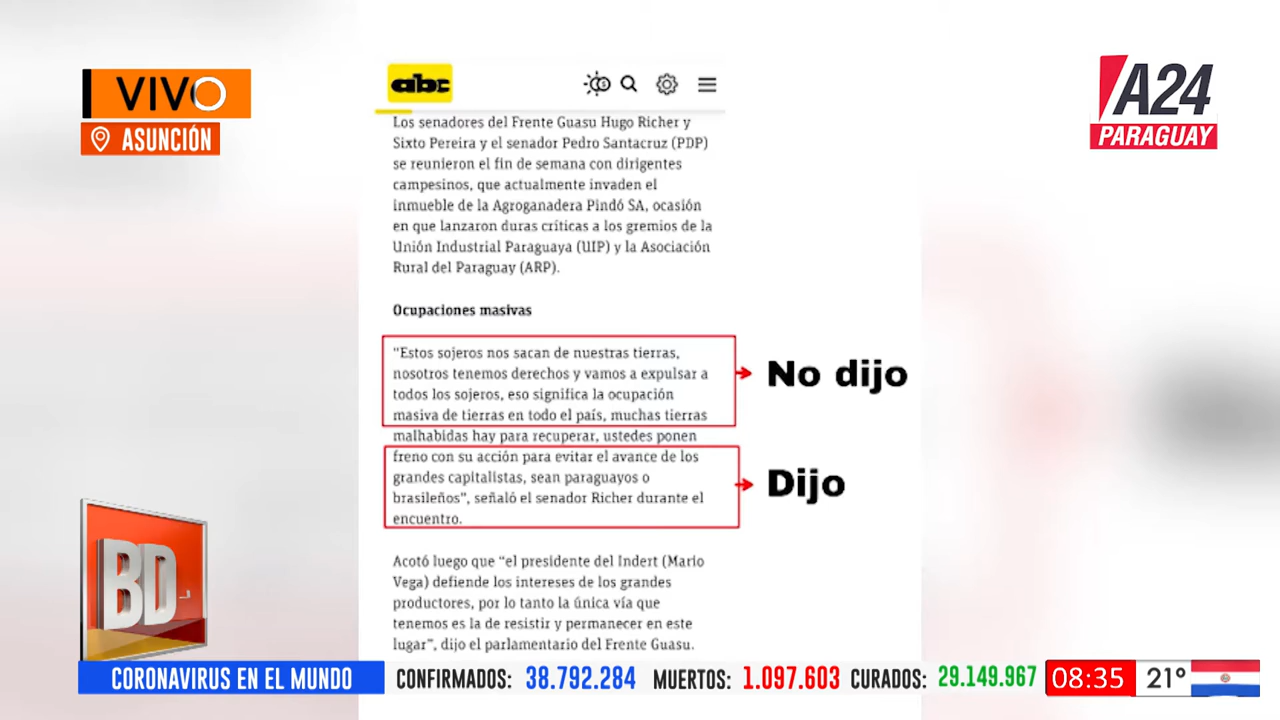 VIVO
ASUNCIÓN
abc
A24
PARAGUAY
Los senadores del Frente Guasu Hugo Richer y
Sixto Pereira y el senador Pedro Santacruz (PDP)
se reunieron el fin de semana con dirigentes
campesinos, que actualmente invaden el
inmueble de la Agroganadera Pindó SA, ocasión
en que lanzaron duras críticas a los gremios de la
Unión Industrial Paraguaya (UIP) y la Asociación
Rural del Paraguay (ARP).
Ocupaciones masivas
“Estos sojeros nos sacan de nuestras tierras,
nosotros tenemos derechos y vamos a expulsar a
todos los sojeros, eso significa la ocupación
masiva de tierras en todo el país, muchas tierras
malhabidas hay para recuperar, ustedes ponen
freno con su acción para evitar el avance de los
grandes capitalistas, sean paraguayos o
brasileños”, señaló el senador Richer durante el
encuentro.
No dijo
Dijo
Acotó luego que “el presidente del Indert (Mario
Vega) defiende los intereses de los grandes
productores, por lo tanto la única vía que
tenemos es la de resistir y permanecer en este
lugar”, dijo el parlamentario del Frente Guasu.
BD
CORONAVIRUS EN EL MUNDO CONFIRMADOS: 38.792.284 MUERTOS: 1.097.603 CURADOS: 29.149.967 08:35 21°